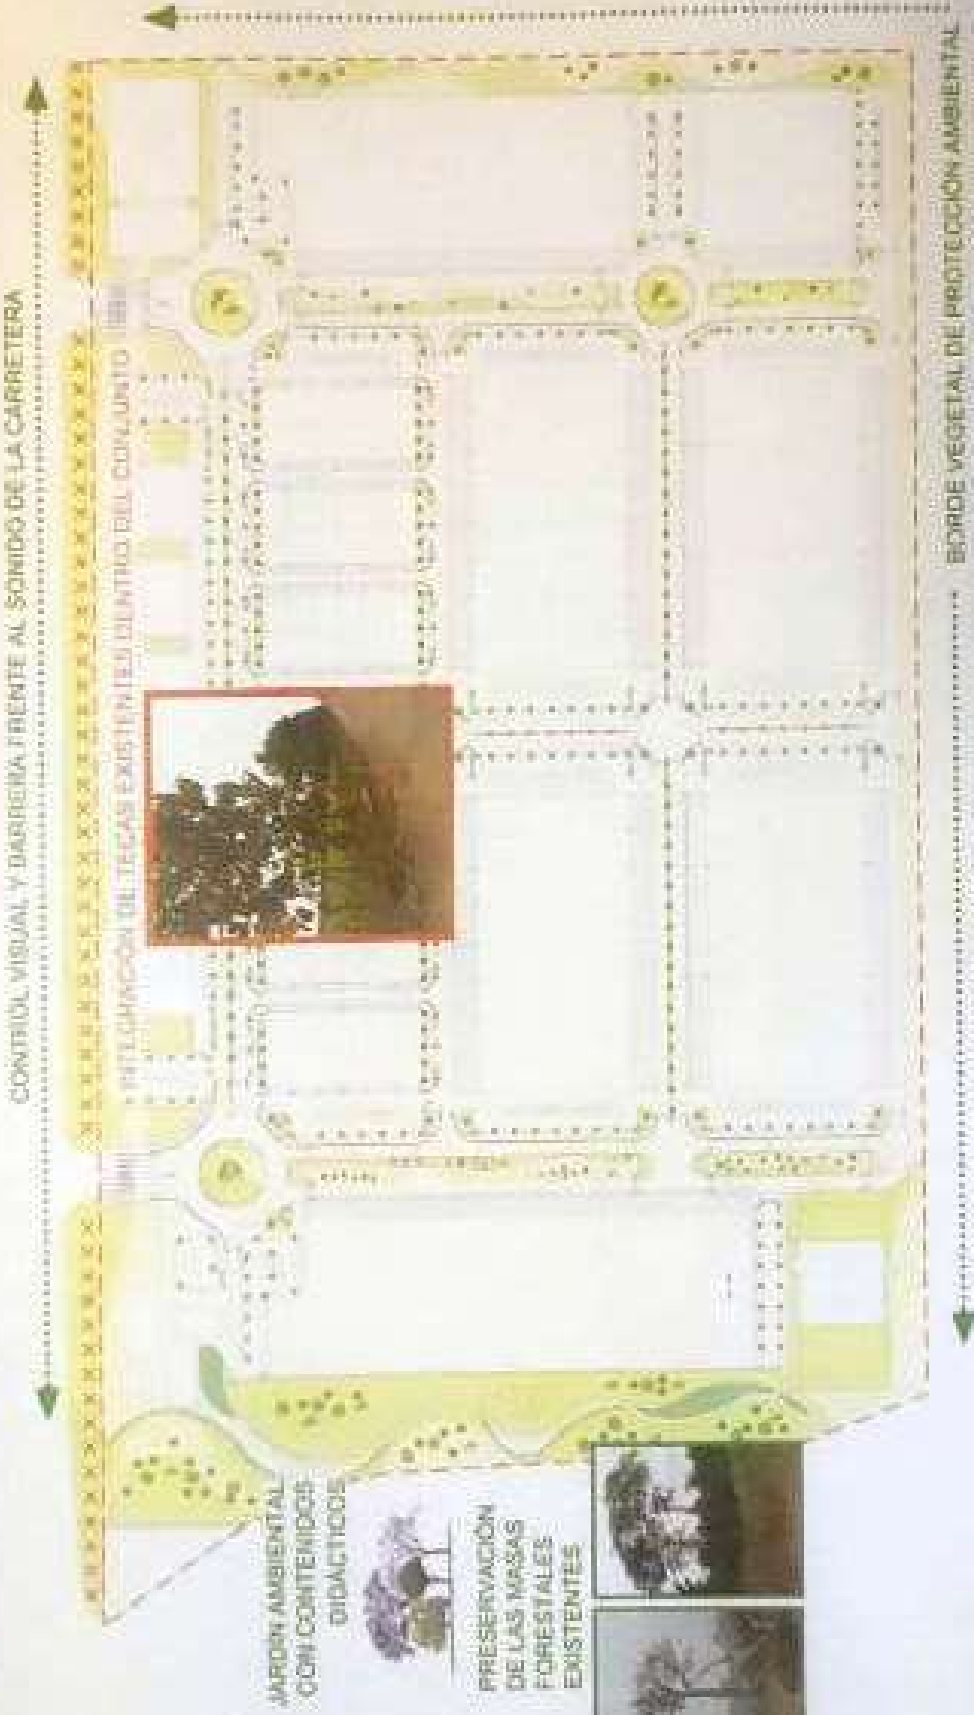 CONTROL VISUAL Y BARRERA FRENTE AL SONIDO DE LA CARRETERA
INTEGRACIÓN DE TECAS EXISTENTES DENTRO DEL CONJUNTO
JARDÍN AMBIENTAL
CON CONTENIDOS
DIDÁCTICOS
PRESERVACIÓN
DE LAS MASAS
FORESTALES
EXISTENTES
BORDE VEGETAL DE PROTECCIÓN AMBIENTAL